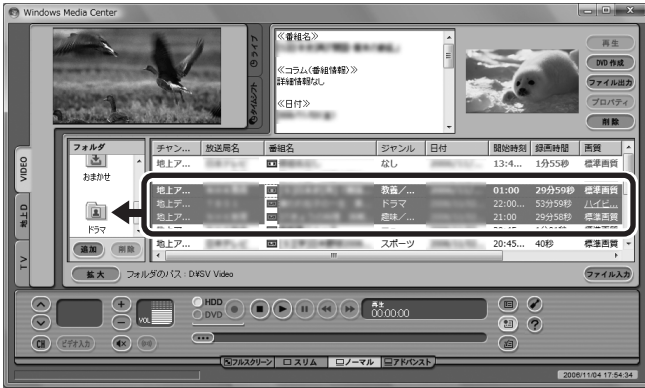 Windows Media Center
ライブ
タイムシフト
≪番組名≫
≪コラム(番組情報)≫
詳細情報なし
≪日付≫
再生
DVD 作成
ファイル出力
プロパティ
削除
VIDEO
地上D
TV
フォルダ
おまかせ
ドラマ
追加
削除
チャン... 放送局名 番組名 ジャンル 日付 開始時刻 録画時間 画質
地上ア... なし 13:4... 1分55秒 標準画質
地上ア... 教養/... 01:00 29分59秒 標準画質
地上デ... ドラマ 22:00... 53分59秒 ハイビ...
地上ア... 趣味/... 21:00 29分58秒 標準画質
地上ア... スポーツ 20:45... 40秒 標準画質
拡大 フォルダのパス : D¥SV Video ファイル入力
VOL
HDD
DVD
再生
00:00:00
CH ビデオ入力
フルスクリーン スリム ノーマル アドバンスト
2006/11/04 17:54:34